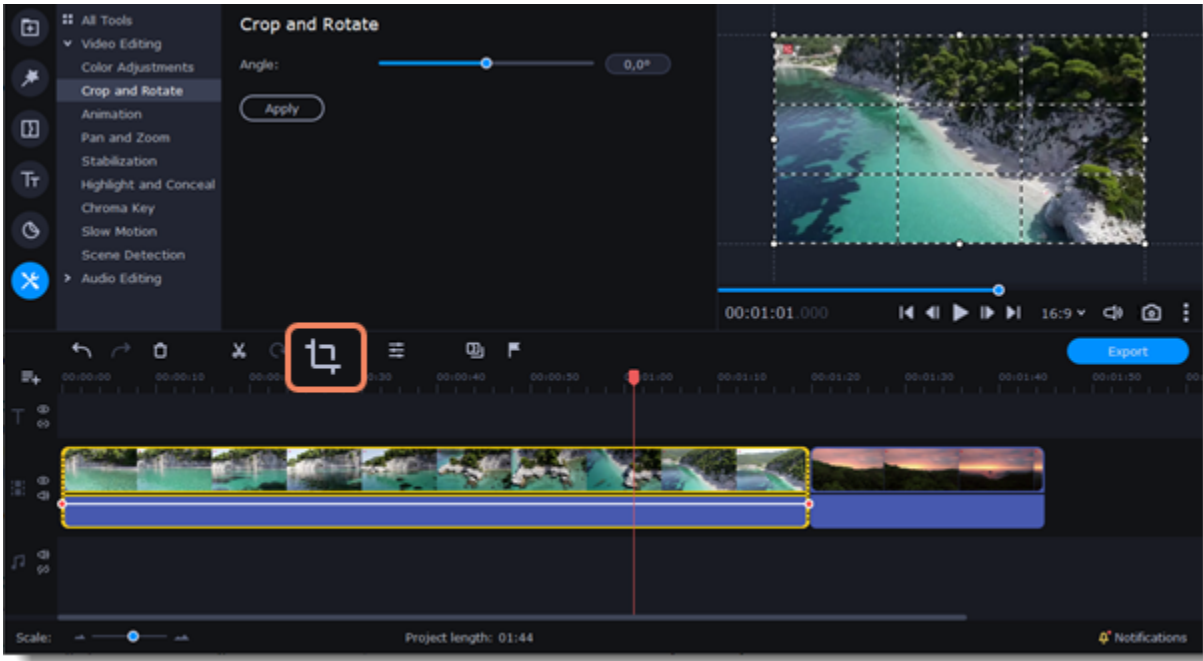 All Tools
Video Editing
Color Adjustments
Crop and Rotate
Animation
Pan and Zoom
Stabilization
Highlight and Conceal
Chroma Key
Slow Motion
Scene Detection
Audio Editing
Crop and Rotate
Angle:
0,0°
Apply
00:01:01.000
16:9
Export
00:00:00 00:00:10 00:00:40 00:00:50 00:01:10 00:01:20 00:01:30 00:01:40 00:01:50
Scale:
Project length: 01:44
Notifications